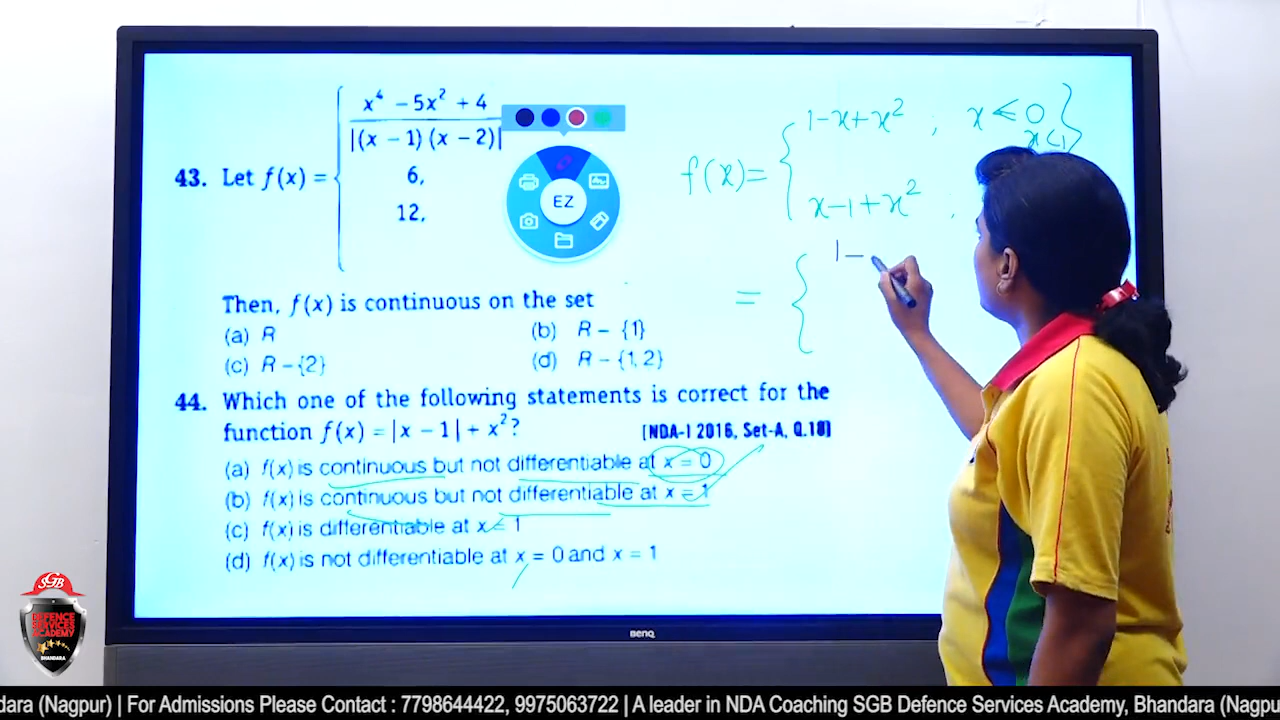 43. Let f(x) = { x⁴ − 5x² + 4 / |(x − 1) (x − 2)|
6,
12,
Then, f(x) is continuous on the set
(a) R (b) R − {1}
(c) R − {2} (d) R − {1, 2}
44. Which one of the following statements is correct for the
function f(x) = |x − 1| + x²? [NDA-I 2016, Set-A, Q.18]
(a) f(x) is continuous but not differentiable at x = 0
(b) f(x) is continuous but not differentiable at x = 1
(c) f(x) is differentiable at x = 1
(d) f(x) is not differentiable at x = 0 and x = 1
EZ
f(x) = { 1-x+x² ; x ≤ 0 }
x<1
x-1+x² ;
= { 1-
BenQ
SGB
DEFENCE
SERVICES
ACADEMY
BHANDARA
dara (Nagpur) | For Admissions Please Contact : 7798644422, 9975063722 | A leader in NDA Coaching SGB Defence Services Academy, Bhandara (Nagpu